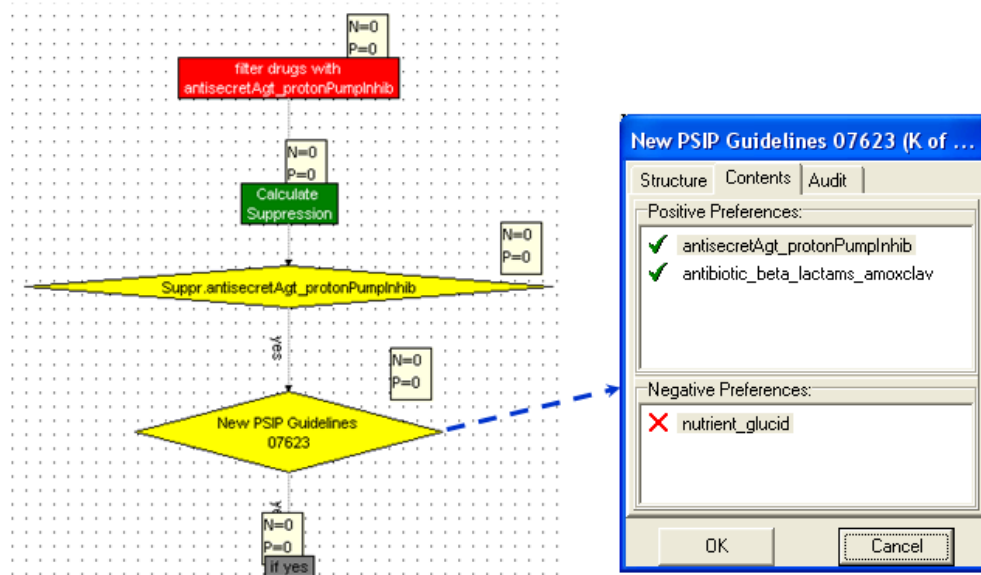 N=0
P=0
filter drugs with
antisecretAgt_protonPumpInhib
N=0
P=0
Calculate
Suppression
N=0
P=0
Suppr.antisecretAgt_protonPumpInhib
yes
N=0
P=0
New PSIP Guidelines
07623
N=0
P=0
if yes
New PSIP Guidelines 07623 (K of ...
Structure
Contents
Audit
Positive Preferences:
antisecretAgt_protonPumpInhib
antibiotic_beta_lactams_amoxclav
Negative Preferences:
nutrient_glucid
OK
Cancel